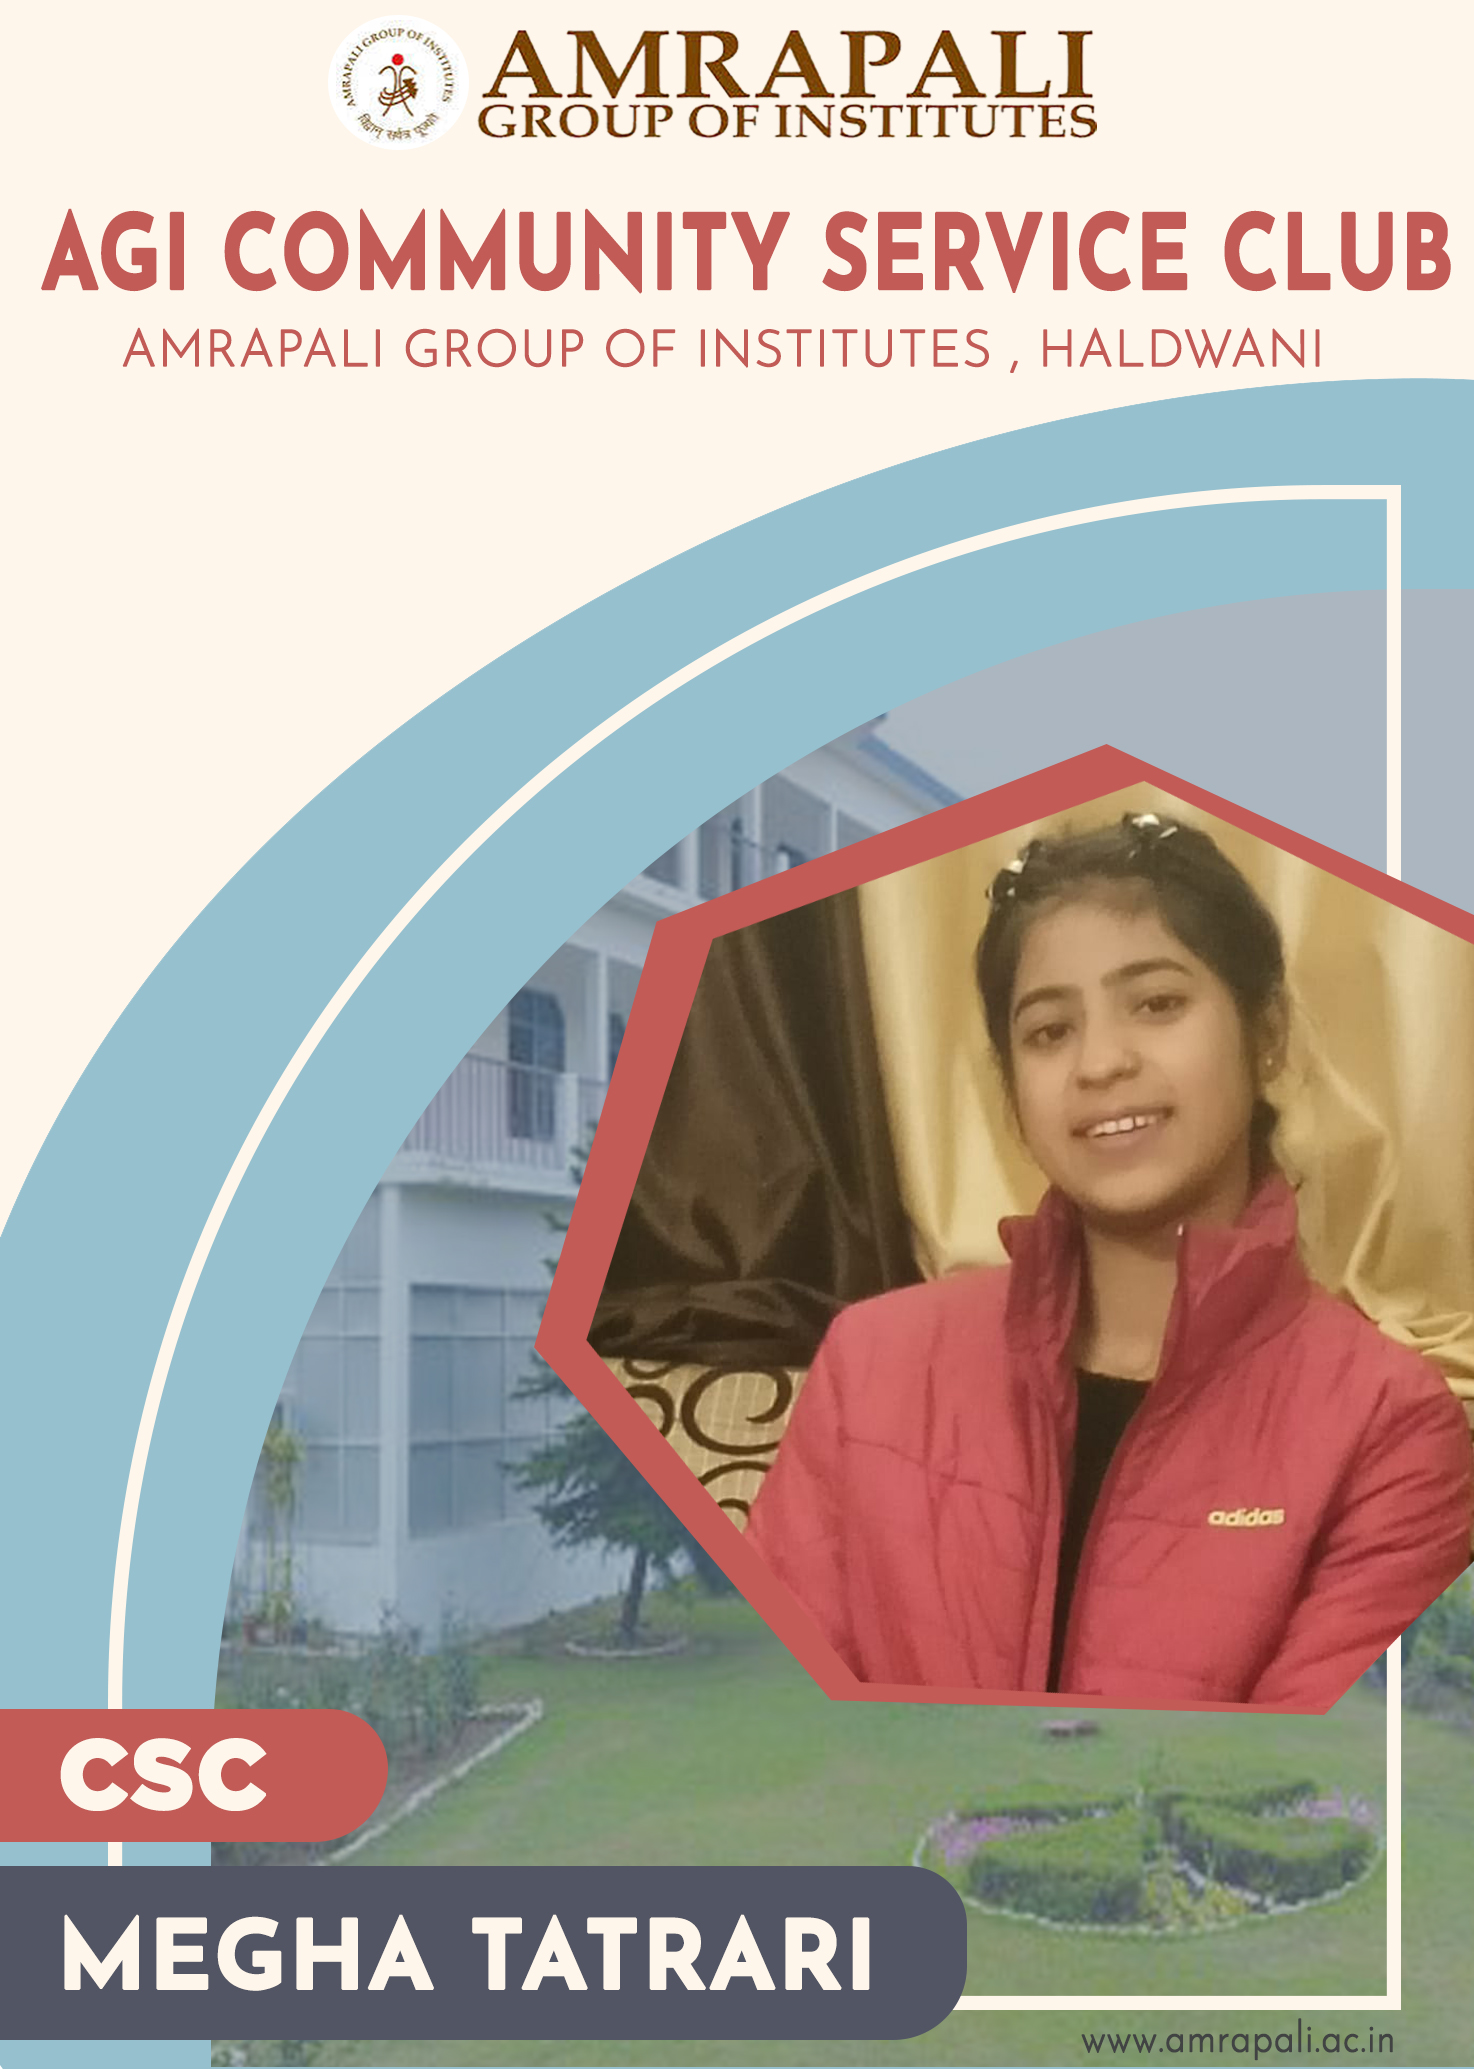 AMRAPALI GROUP OF INSTITUTES
विद्वान् सर्वत्र पूज्यते
AMRAPALI
GROUP OF INSTITUTES
AGI COMMUNITY SERVICE CLUB
AMRAPALI GROUP OF INSTITUTES , HALDWANI
adidas
CSC
MEGHA TATRARI
www.amrapali.ac.in